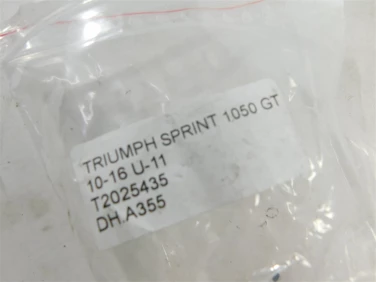 TRIUMPH SPRINT 1050 GT
10-16 U-11
T2025435
DH.A355